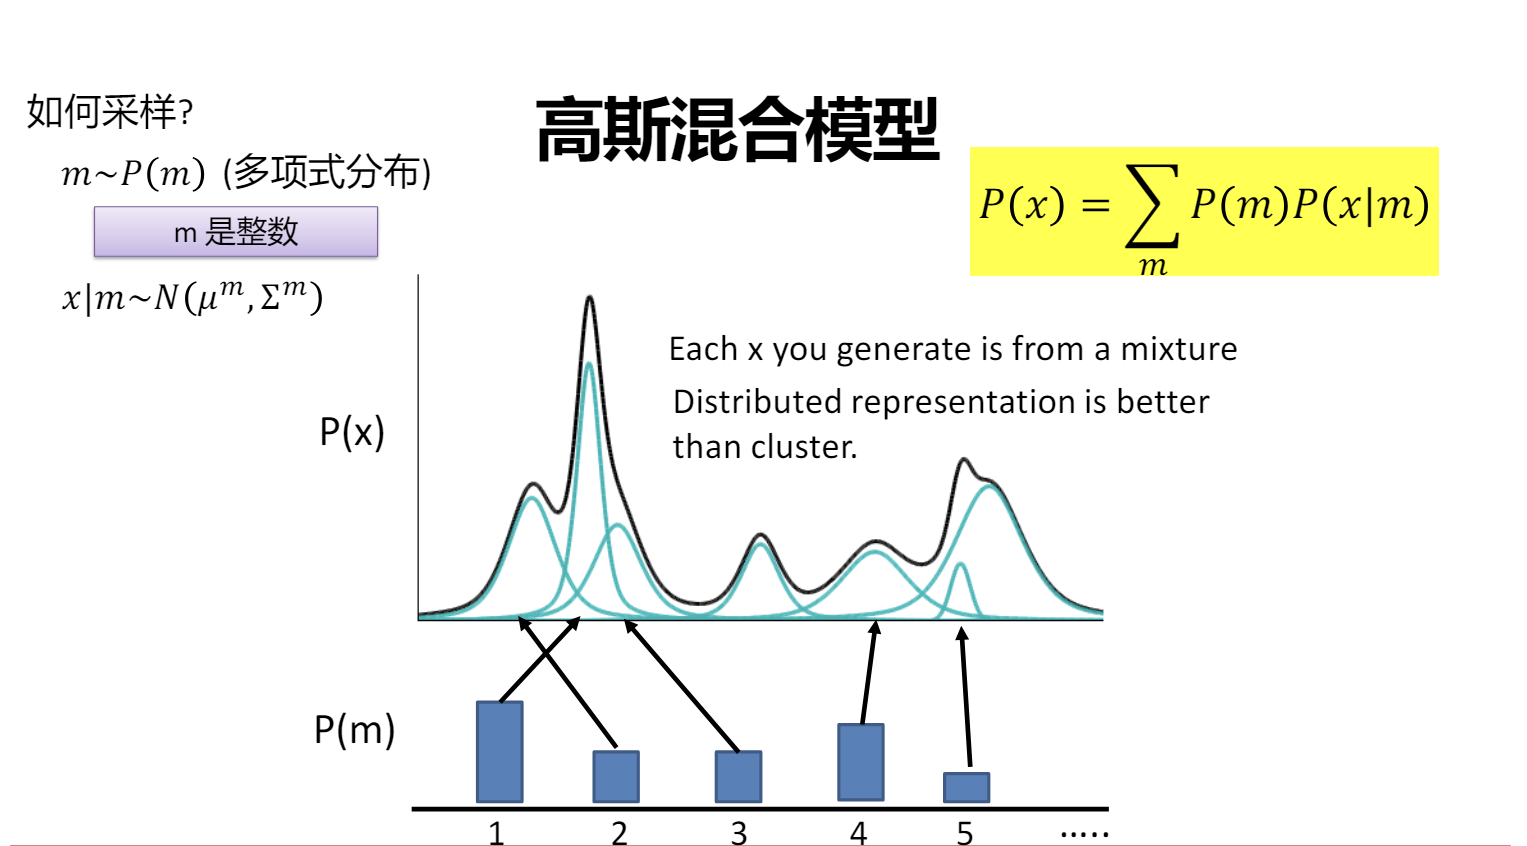 如何采样?
高斯混合模型
m~P(m) (多项式分布)
m 是整数
x|m~N(μ^m, Σ^m)
P(x) = ∑_m P(m)P(x|m)
Each x you generate is from a mixture
Distributed representation is better
than cluster.
P(x)
P(m)
1 2 3 4 5 .....